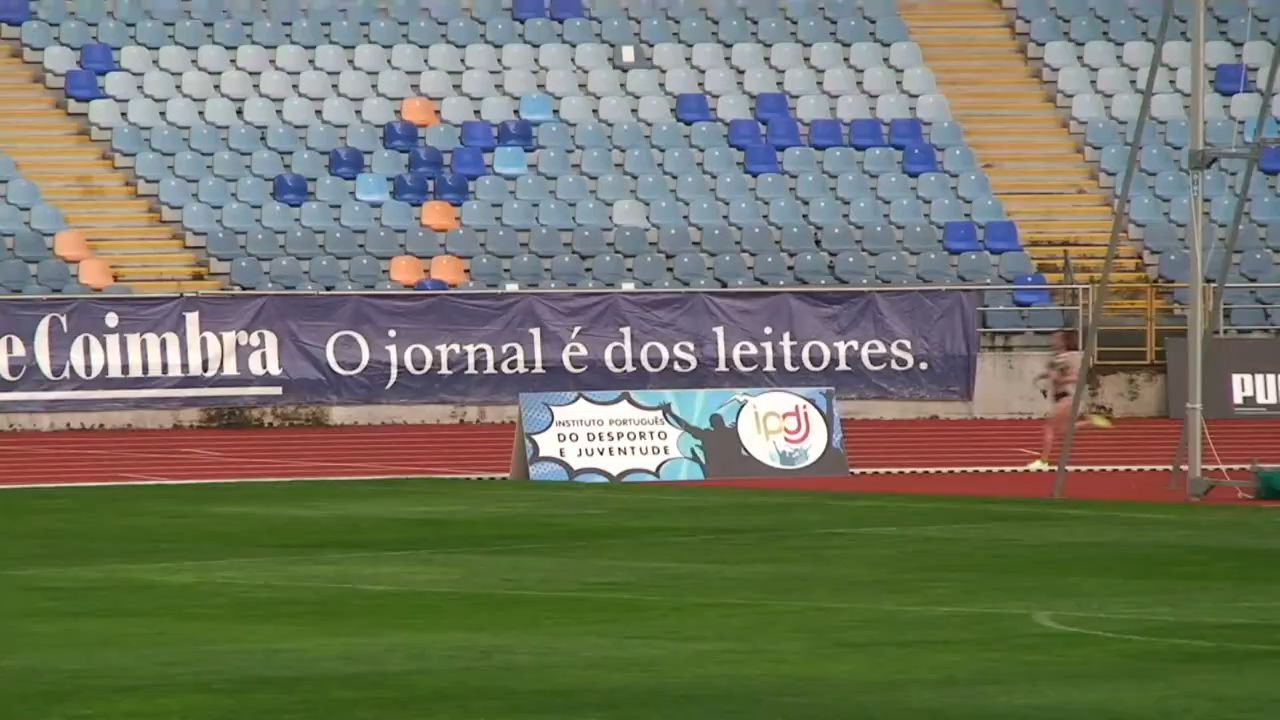 e Coimbra
O jornal é dos leitores.
INSTITUTO PORTUGUÊS
DO DESPORTO
E JUVENTUDE
ipdj
PU